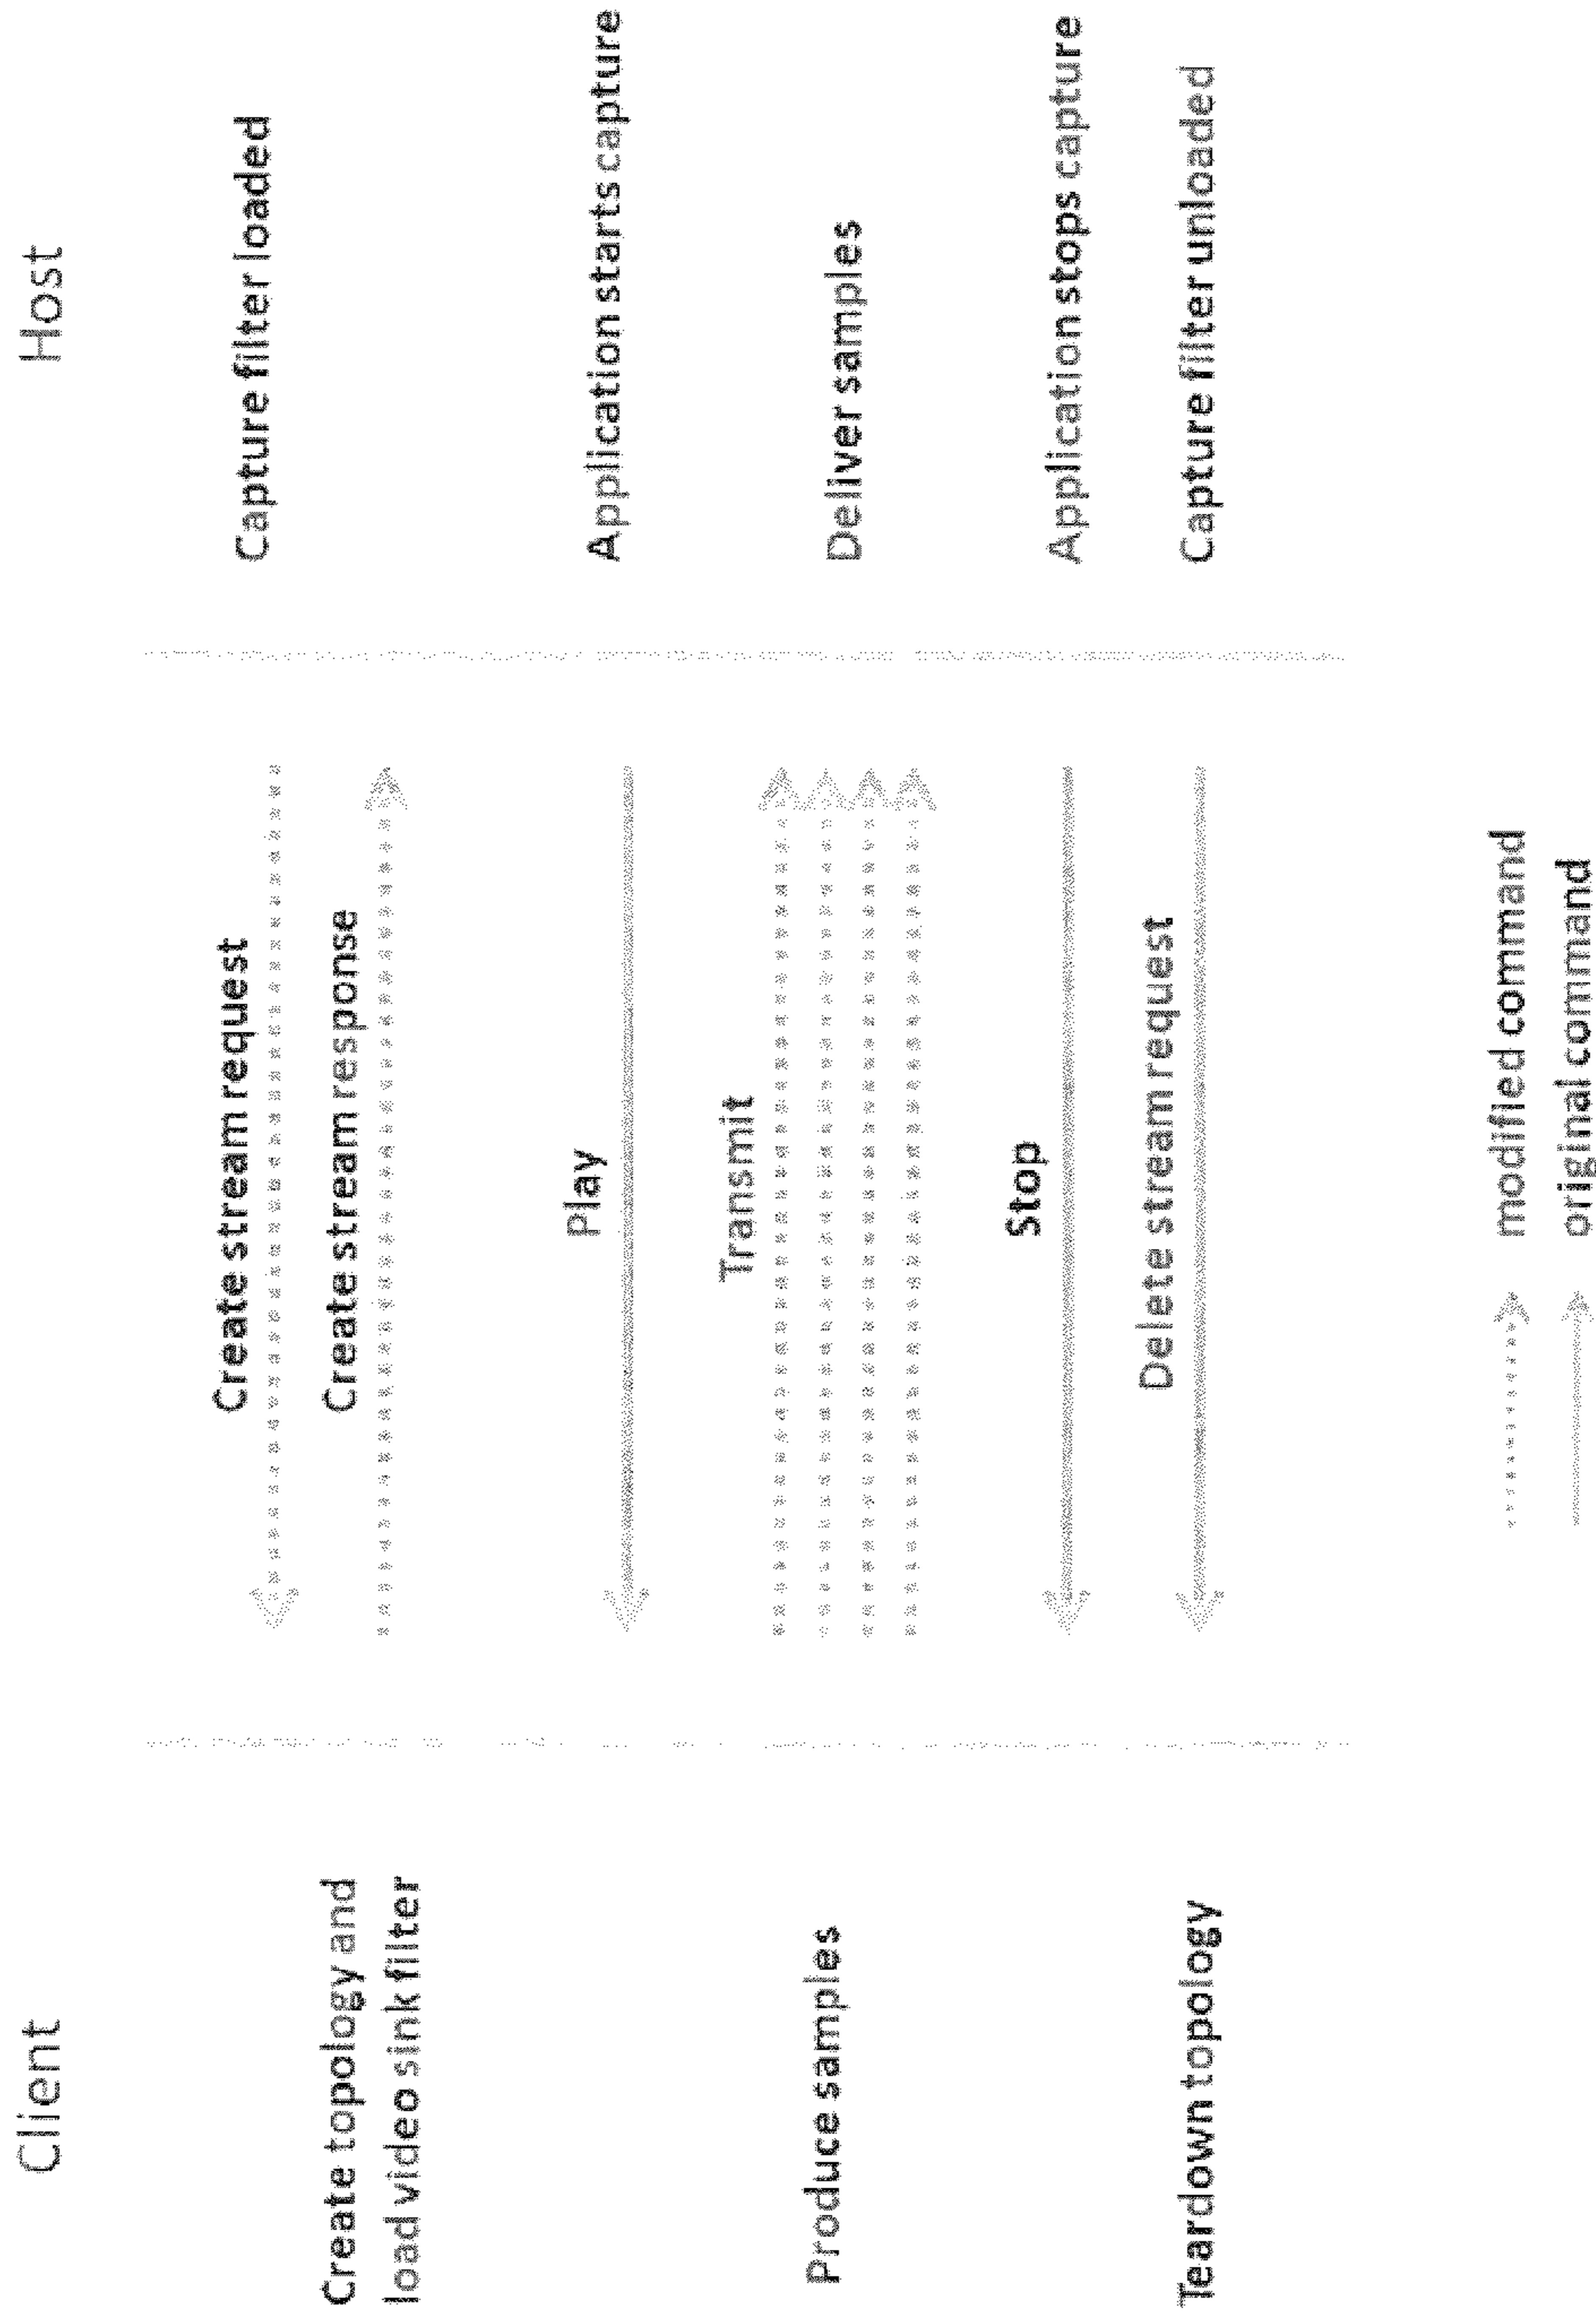 Client
Host
Capture filter loaded
Create stream request
Create topology and
load video sink filter
Create stream response
Play
Application starts capture
Transmit
Produce samples
Deliver samples
Stop
Application stops capture
Delete stream request
Teardown topology
Capture filter unloaded
modified command
original command